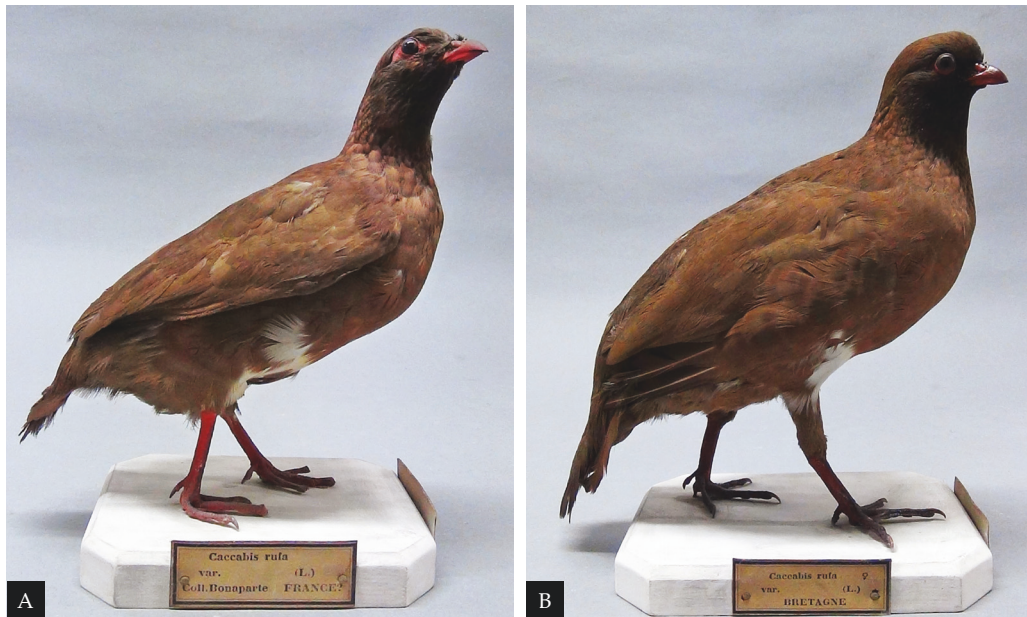 Caccabis rufa
var. (L.)
Coll.Bonaparte FRANCE?
A
Caccabis rufa ♀
var. (L.)
BRETAGNE
B